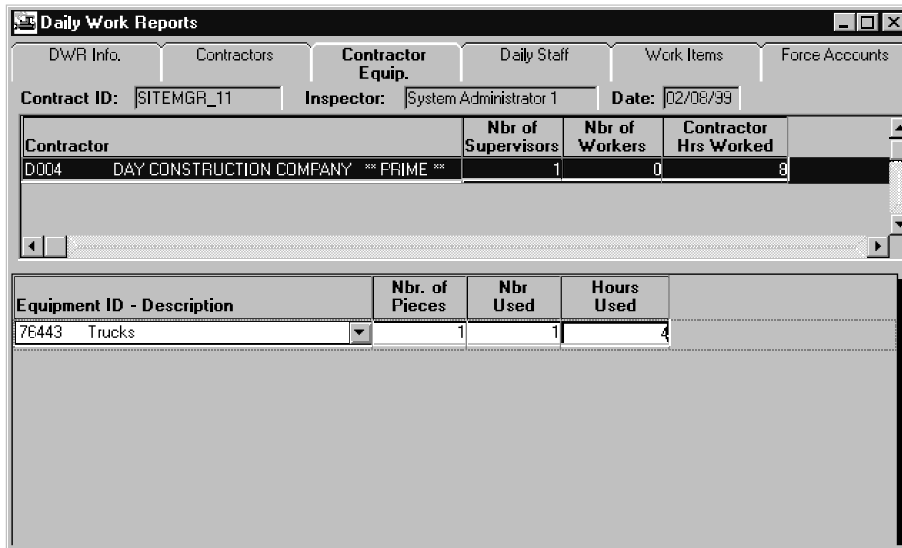 Daily Work Reports
DWR Info. Contractors Contractor Equip. Daily Staff Work Items Force Accounts
Contract ID: SITEMGR_11 Inspector: System Administrator 1 Date: 02/08/99
Contractor Nbr of Supervisors Nbr of Workers Contractor Hrs Worked
D004 DAY CONSTRUCTION COMPANY ** PRIME ** 1 0 8
Equipment ID - Description Nbr. of Pieces Nbr Used Hours Used
76443 Trucks 1 1 4